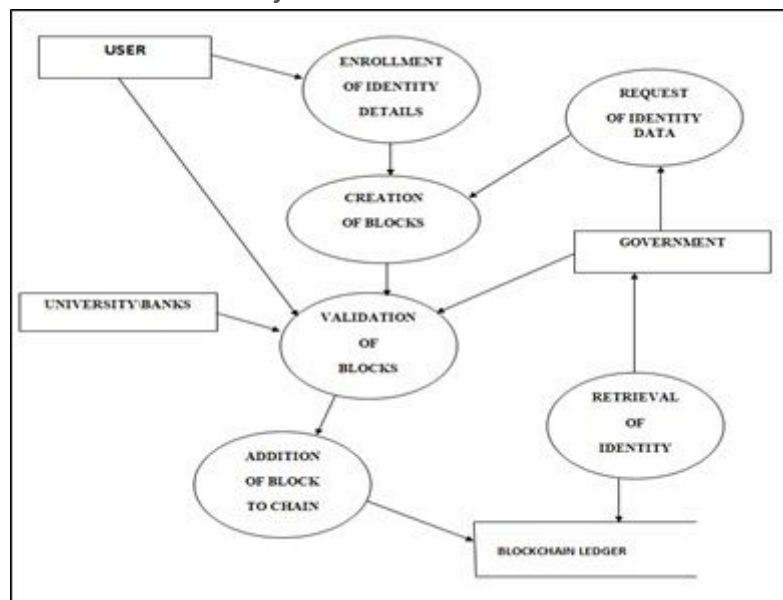 USER
ENROLLMENT
OF IDENTITY
DETAILS
REQUEST
OF IDENTITY
DATA
CREATION
OF BLOCKS
GOVERNMENT
UNIVERSITY\BANKS
VALIDATION
OF
BLOCKS
RETRIEVAL
OF
IDENTITY
ADDITION
OF BLOCK
TO CHAIN
BLOCKCHAIN LEDGER